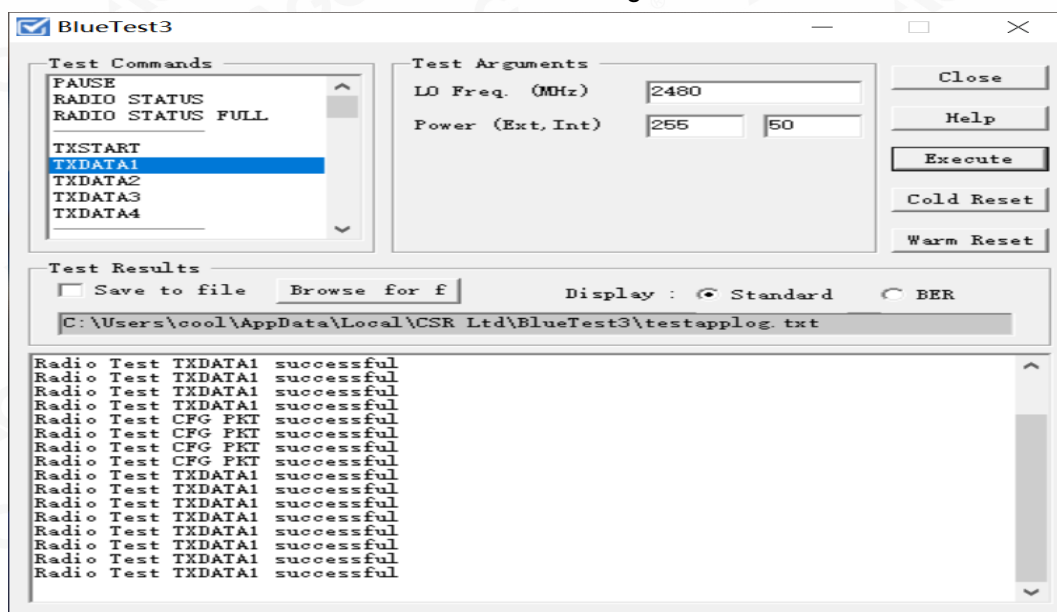 BlueTest3
Test Commands
PAUSE
RADIO STATUS
RADIO STATUS FULL
TXSTART
TXDATA1
TXDATA2
TXDATA3
TXDATA4
Test Arguments
LO Freq. (MHz) 2480
Power (Ext,Int) 255 50
Close
Help
Execute
Cold Reset
Warm Reset
Test Results
Save to file Browse for f Display : Standard BER
C:\Users\cool\AppData\Local\CSR Ltd\BlueTest3\testapplog.txt
Radio Test TXDATA1 successful
Radio Test TXDATA1 successful
Radio Test TXDATA1 successful
Radio Test TXDATA1 successful
Radio Test CFG PKT successful
Radio Test CFG PKT successful
Radio Test CFG PKT successful
Radio Test CFG PKT successful
Radio Test TXDATA1 successful
Radio Test TXDATA1 successful
Radio Test TXDATA1 successful
Radio Test TXDATA1 successful
Radio Test TXDATA1 successful
Radio Test TXDATA1 successful
Radio Test TXDATA1 successful
Radio Test TXDATA1 successful